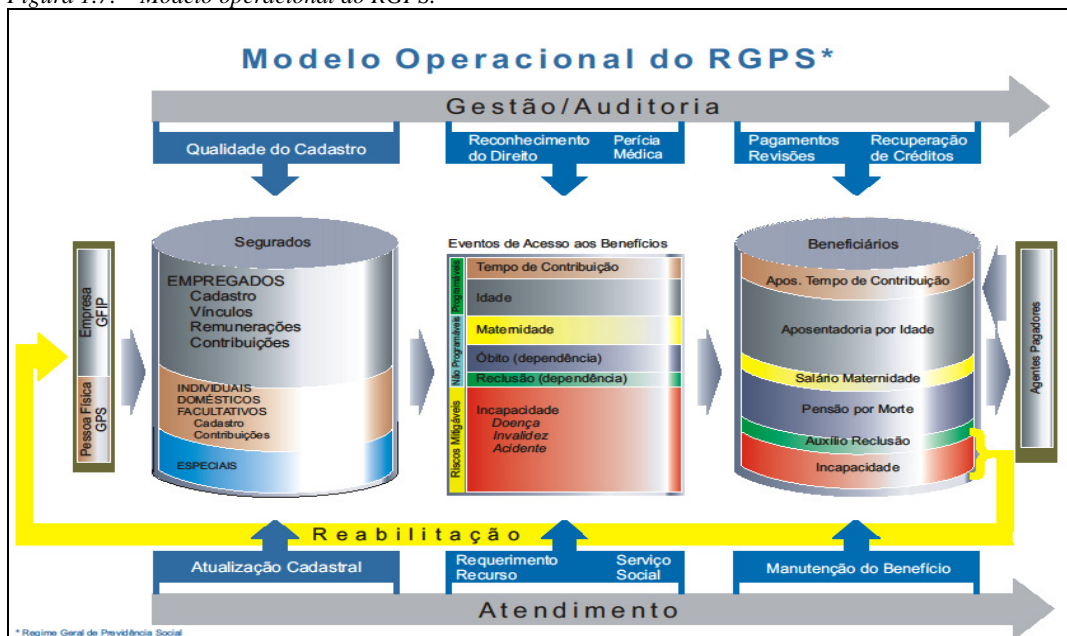 Figura 1.7. - Modelo operacional do RGPS.
Modelo Operacional do RGPS*
Gestão/Auditoria
Qualidade do Cadastro
Reconhecimento
do Direito
Perícia
Médica
Pagamentos
Revisões
Recuperação
de Créditos
Empresa
GFIP
Pessoa Física
GPS
Segurados
EMPREGADOS
Cadastro
Vínculos
Remunerações
Contribuições
INDIVIDUAIS
DOMÉSTICOS
FACULTATIVOS
Cadastro
Contribuições
ESPECIAIS
Eventos de Acesso aos Benefícios
Programáveis
Tempo de Contribuição
Idade
Não Programáveis
Maternidade
Óbito (dependência)
Reclusão (dependência)
Riscos Mitigáveis
Incapacidade
Doença
Invalidez
Acidente
Beneficiários
Apos. Tempo de Contribuição
Aposentadoria por Idade
Salário Maternidade
Pensão por Morte
Auxílio Reclusão
Incapacidade
Agentes Pagadores
Reabilitação
Atualização Cadastral
Requerimento
Recurso
Serviço
Social
Manutenção do Benefício
Atendimento
* Regime Geral de Previdência Social